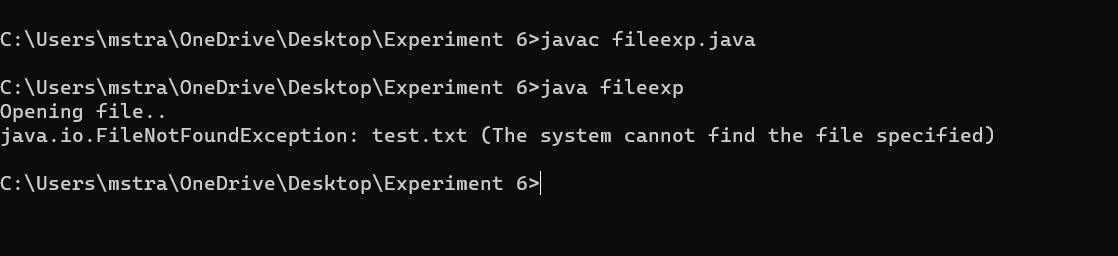 C:\Users\mstra\OneDrive\Desktop\Experiment 6>javac fileexp.java
C:\Users\mstra\OneDrive\Desktop\Experiment 6>java fileexp
Opening file..
java.io.FileNotFoundException: test.txt (The system cannot find the file specified)
C:\Users\mstra\OneDrive\Desktop\Experiment 6>